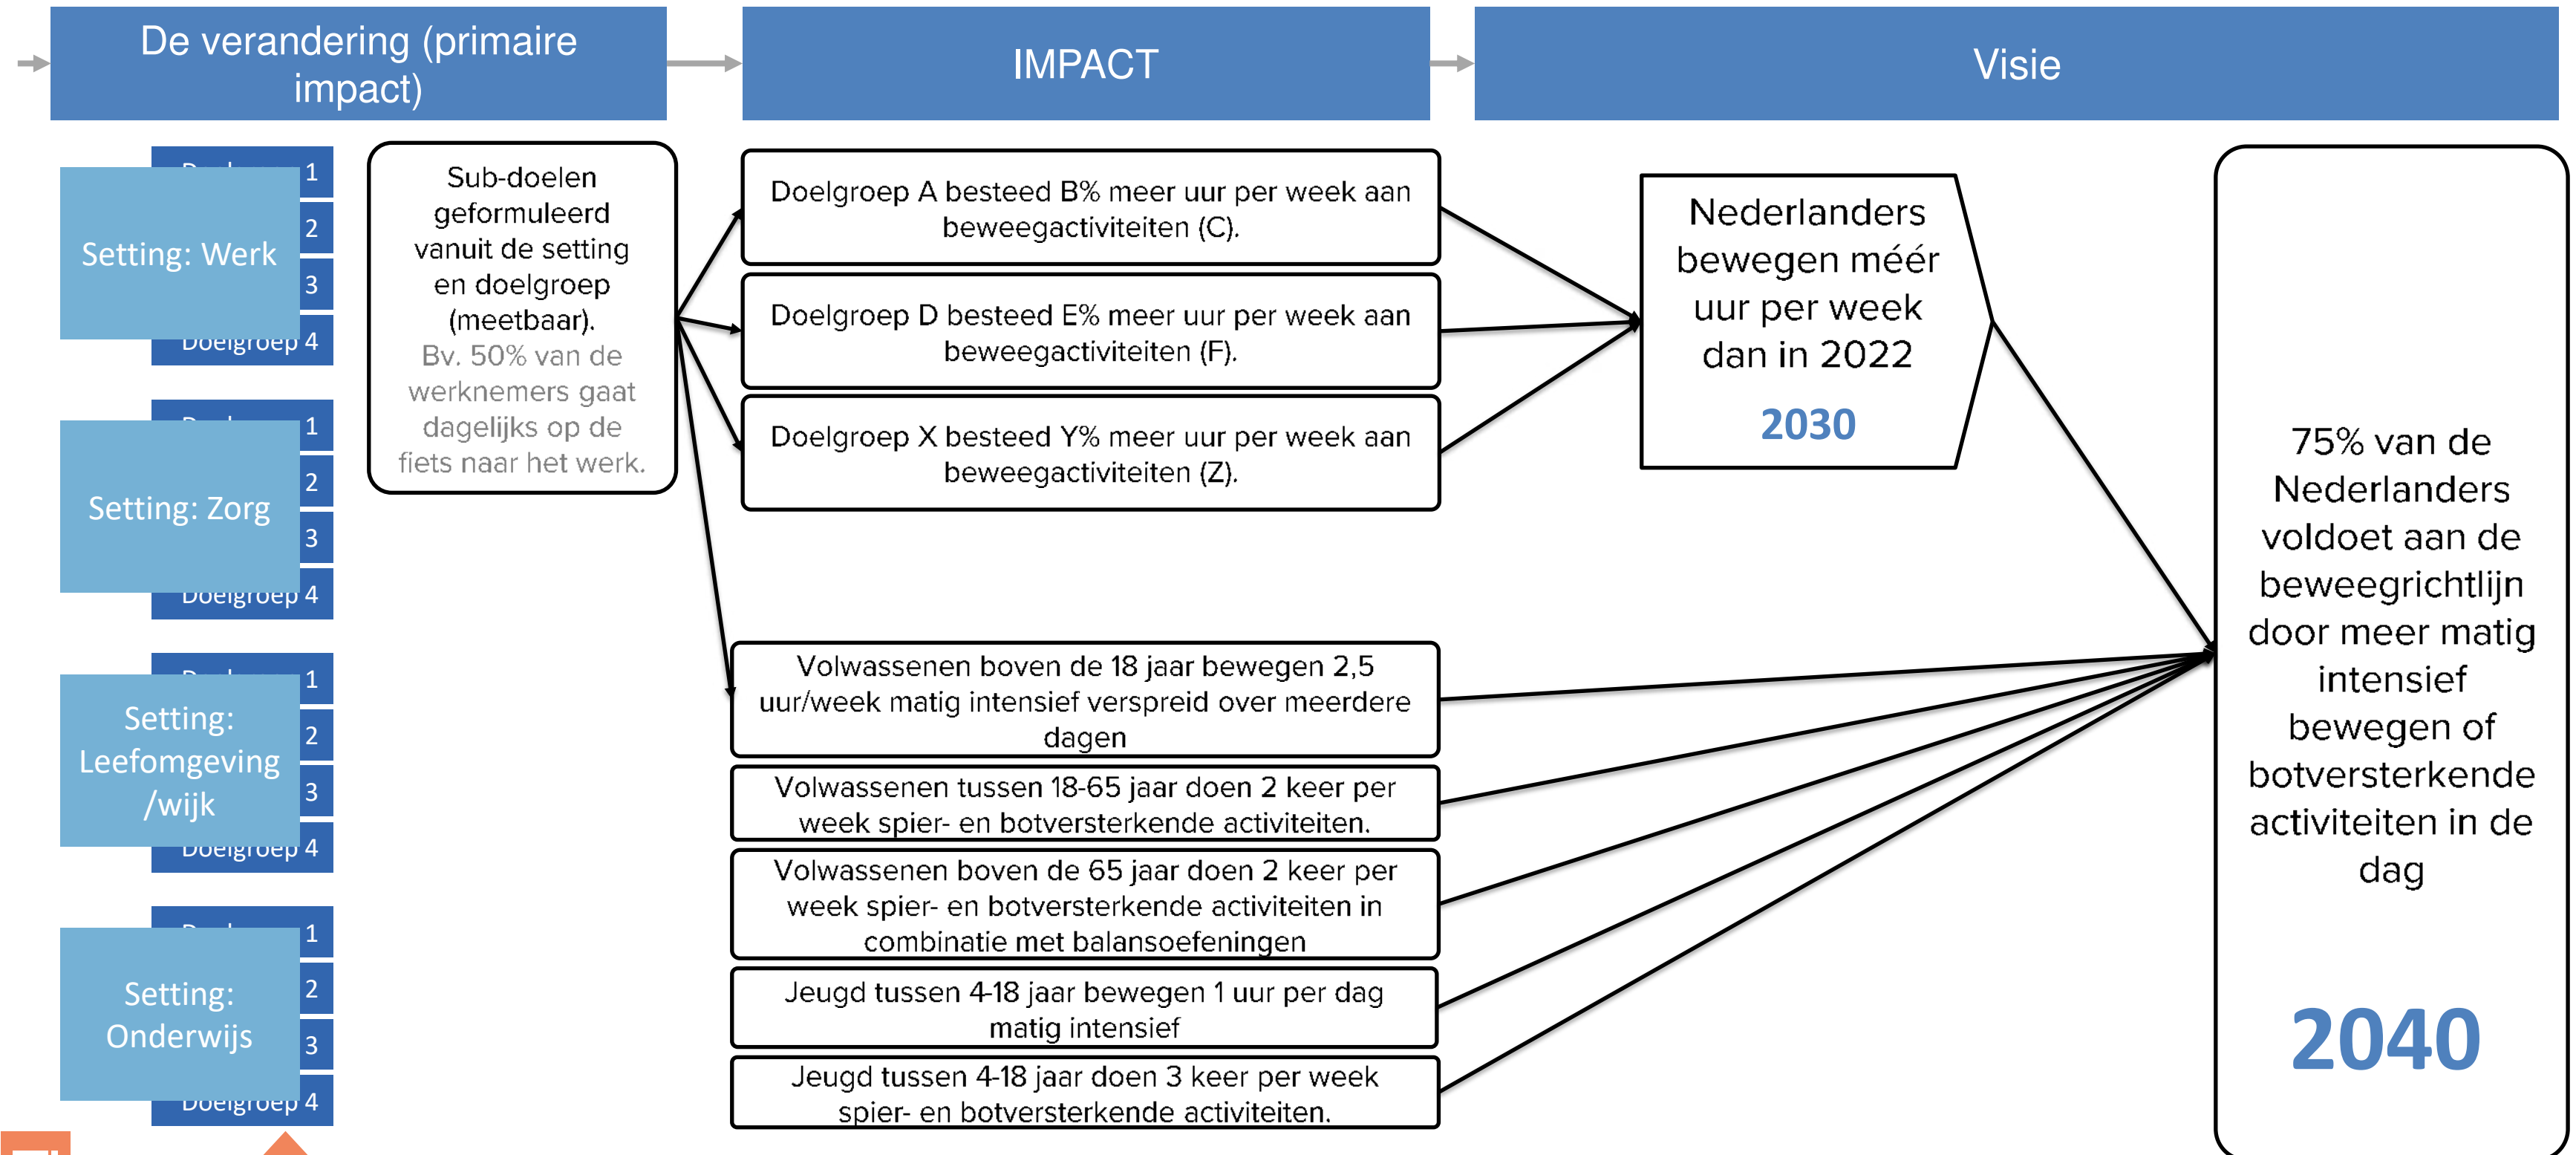 De verandering (primaire
impact)
IMPACT
Visie
1
2
3
Doelgroep 4
Setting: Werk
1
2
3
Doelgroep 4
Setting: Zorg
1
2
3
Doelgroep 4
Setting:
Leefomgeving
/wijk
1
2
3
Doelgroep 4
Setting:
Onderwijs
Sub-doelen
geformuleerd
vanuit de setting
en doelgroep
(meetbaar).
Bv. 50% van de
werknemers gaat
dagelijks op de
fiets naar het werk.
Doelgroep A besteed B% meer uur per week aan
beweegactiviteiten (C).
Doelgroep D besteed E% meer uur per week aan
beweegactiviteiten (F).
Doelgroep X besteed Y% meer uur per week aan
beweegactiviteiten (Z).
Volwassenen boven de 18 jaar bewegen 2,5
uur/week matig intensief verspreid over meerdere
dagen
Volwassenen tussen 18-65 jaar doen 2 keer per
week spier- en botversterkende activiteiten.
Volwassenen boven de 65 jaar doen 2 keer per
week spier- en botversterkende activiteiten in
combinatie met balansoefeningen
Jeugd tussen 4-18 jaar bewegen 1 uur per dag
matig intensief
Jeugd tussen 4-18 jaar doen 3 keer per week
spier- en botversterkende activiteiten.
Nederlanders
bewegen méér
uur per week
dan in 2022
2030
75% van de
Nederlanders
voldoet aan de
beweegrichtlijn
door meer matig
intensief
bewegen of
botversterkende
activiteiten in de
dag
2040